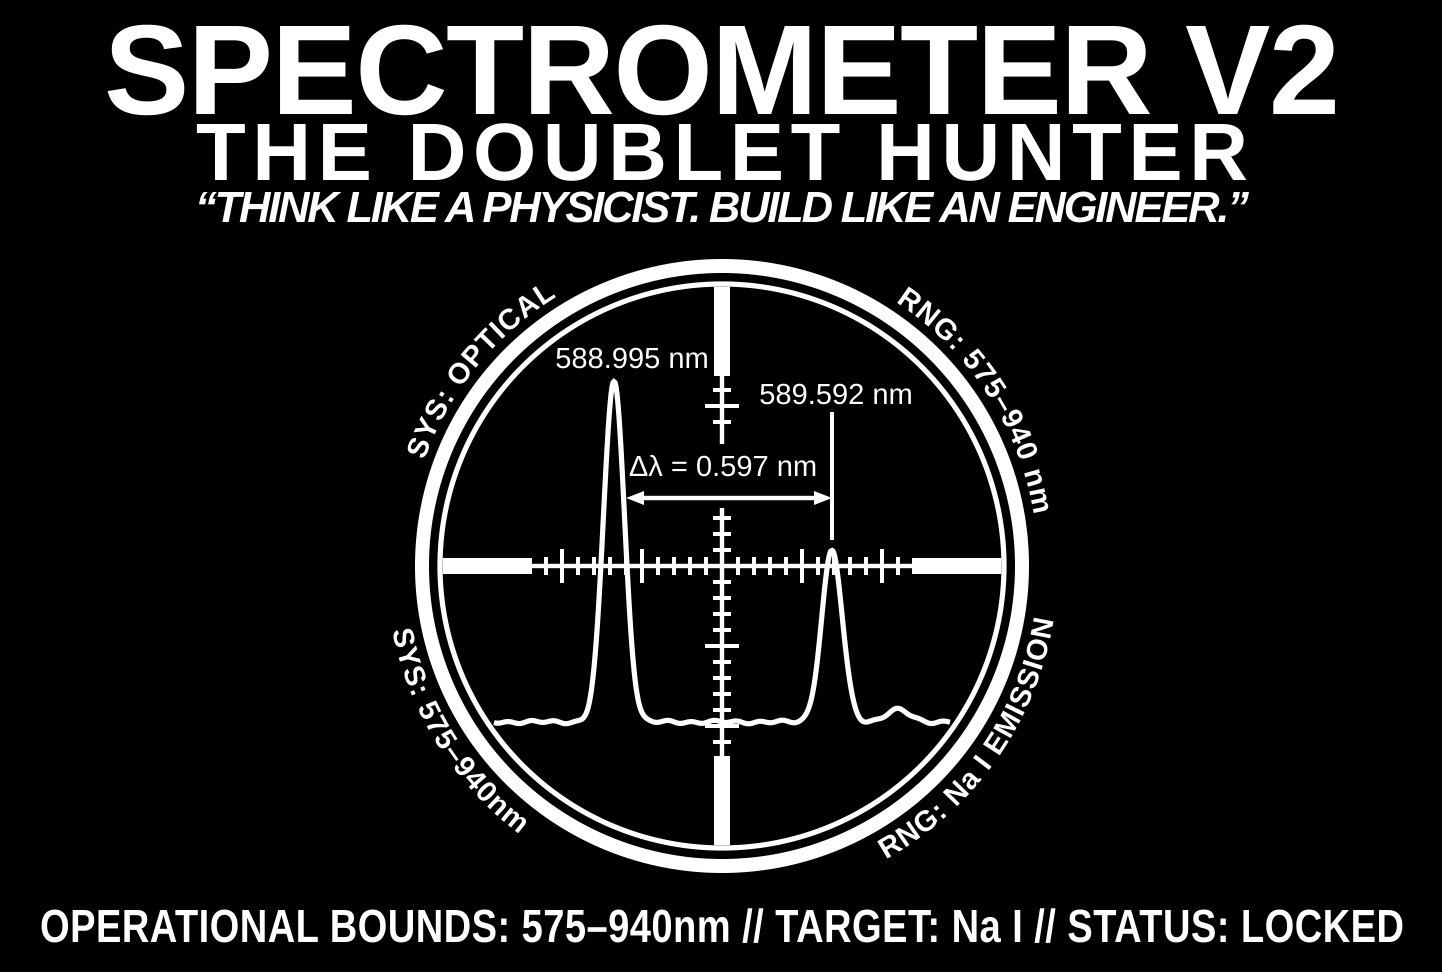 SPECTROMETER V2
THE DOUBLET HUNTER
“THINK LIKE A PHYSICIST. BUILD LIKE AN ENGINEER.”
SYS: OPTICAL
RNG: 575–940 nm
588.995 nm
589.592 nm
Δλ = 0.597 nm
SYS: 575–940nm
RNG: Na I EMISSION
OPERATIONAL BOUNDS: 575–940nm // TARGET: Na I // STATUS: LOCKED